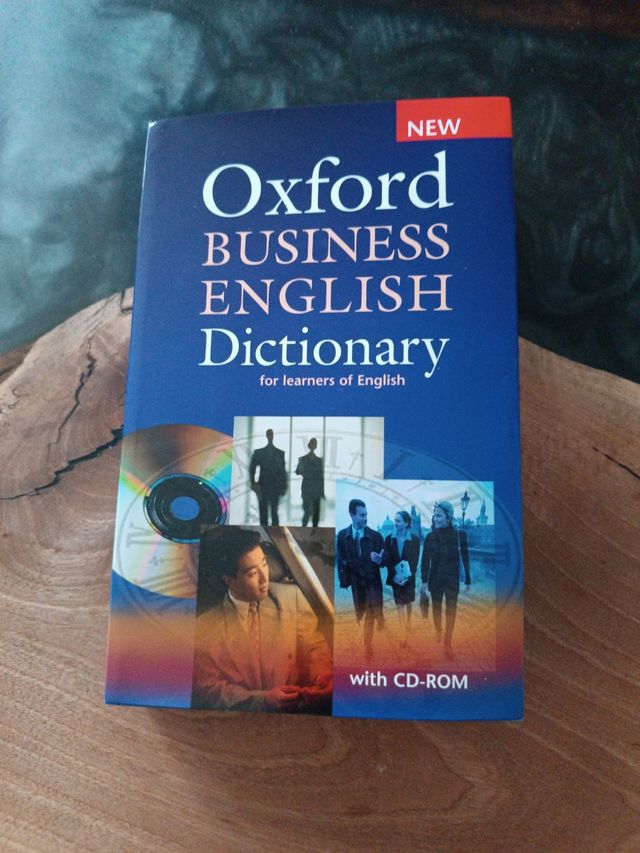 NEW
Oxford
BUSINESS
ENGLISH
Dictionary
for learners of English
with CD-ROM